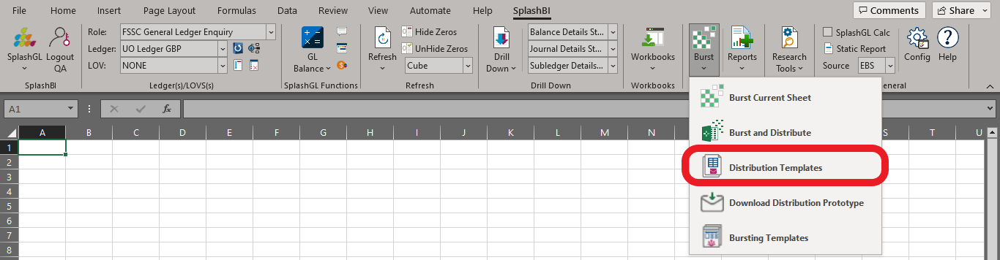 File Home Insert Page Layout Formulas Data Review View Automate Help SplashBI Comments Share
Role: FSSC General Ledger Enquiry
Ledger: UO Ledger GBP
LOV: NONE
SplashGL
Logout
QA
SplashBI
Ledger(s)/LOVS(s)
GL
Balance
SplashGL Functions
Refresh
Hide Zeros
UnHide Zeros
Cube
Refresh
Drill
Down
Balance Details St...
Journal Details St...
Subledger Details...
Drill Down
Workbooks
Workbooks
Burst
Reports
Research
Tools
SplashGL Calc
Static Report
Source EBS
Config
Help
General
A1
fx
A B C D E F G H I J K L M N S T U
1
2
3
4
5
6
7
8
Burst Current Sheet
Burst and Distribute
Distribution Templates
Download Distribution Prototype
Bursting Templates